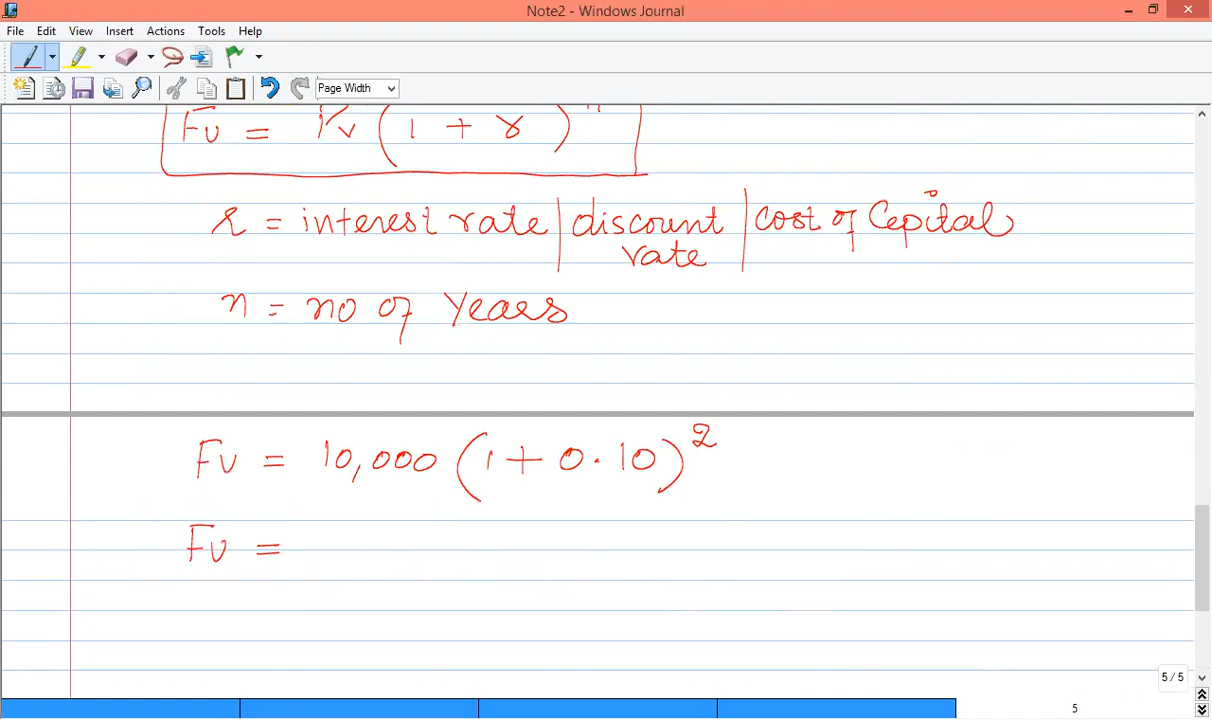 Note2 - Windows Journal
File Edit View Insert Actions Tools Help
Page Width
Fv = Pv ( 1 + r )ⁿ
r = interest rate | discount rate | cost of Cepital
n = no of years
Fv = 10,000 (1 + 0.10)²
Fv =
5 / 5
5